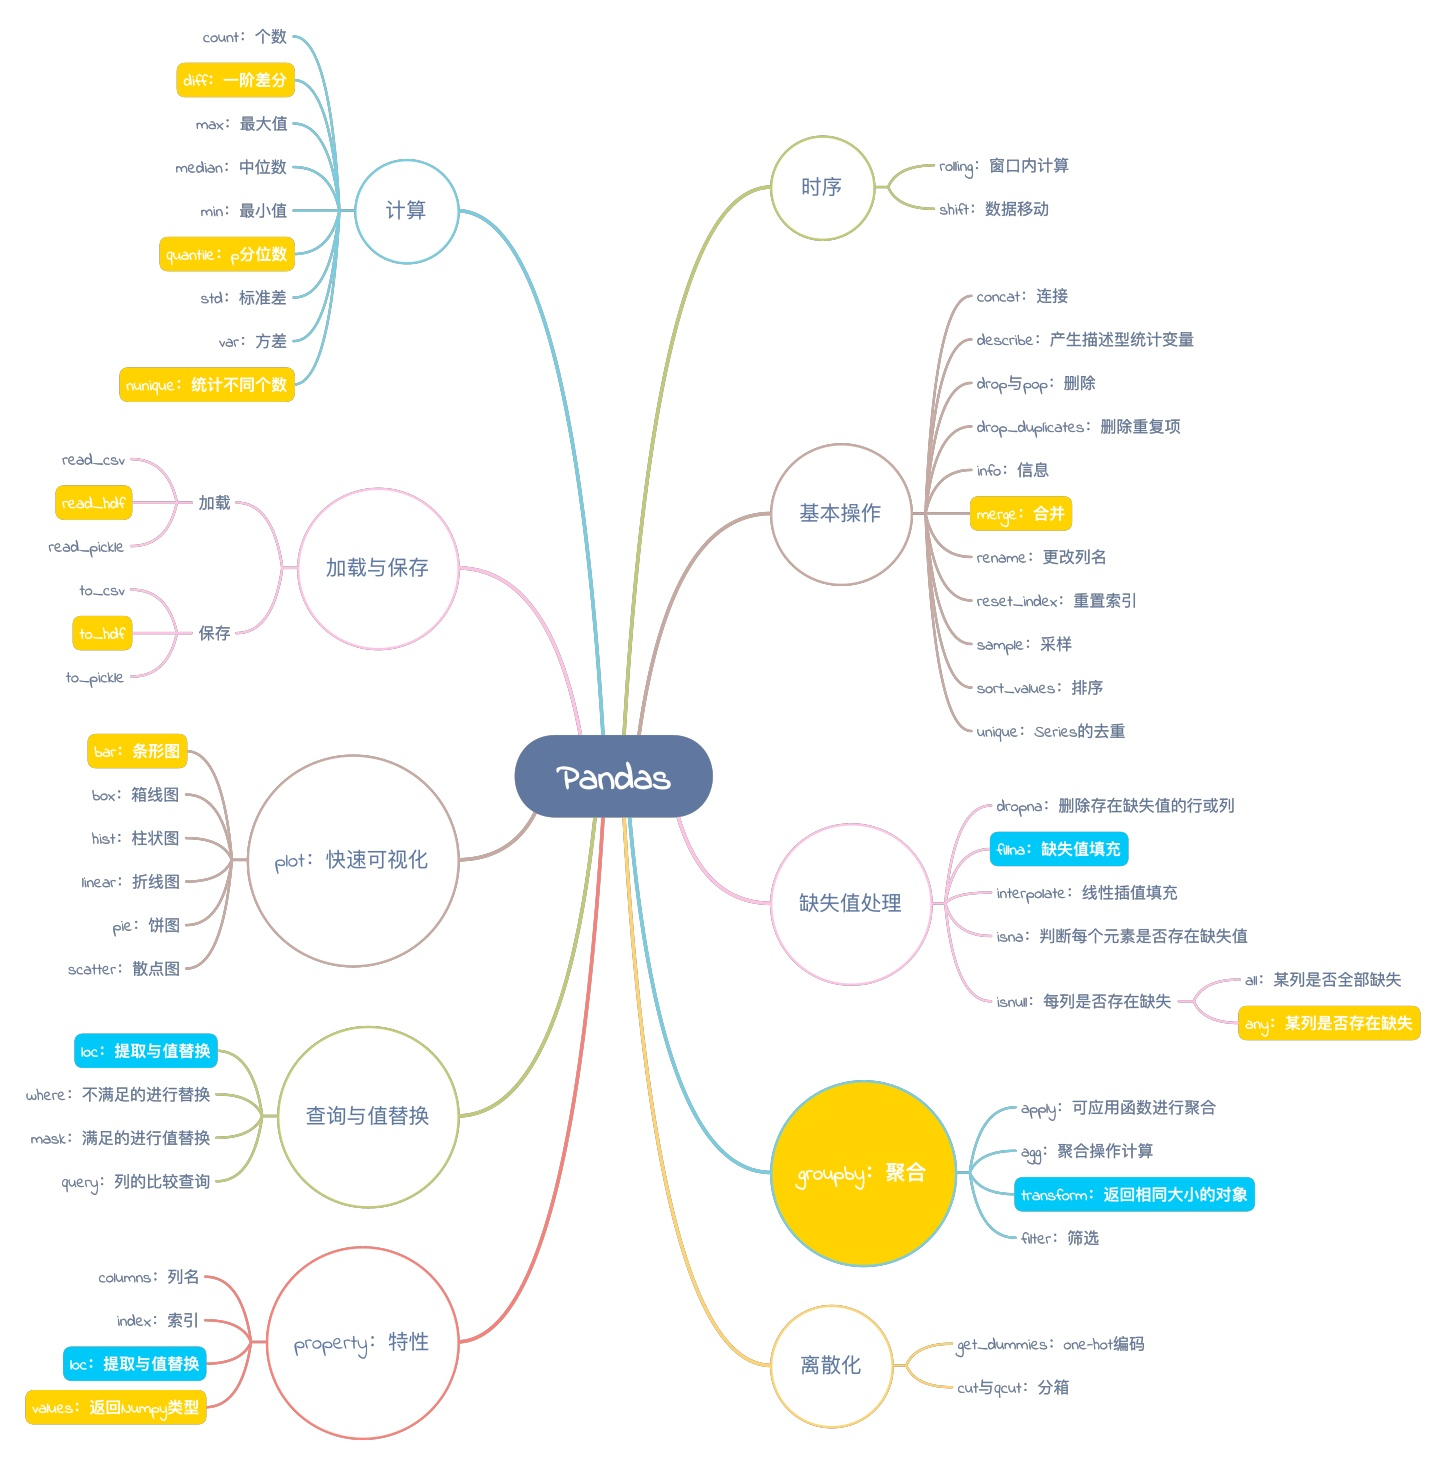 Pandas
计算
count：个数
diff：一阶差分
max：最大值
median：中位数
min：最小值
quantile：p分位数
std：标准差
var：方差
nunique：统计不同个数
加载与保存
加载
read_csv
read_hdf
read_pickle
保存
to_csv
to_hdf
to_pickle
plot：快速可视化
bar：条形图
box：箱线图
hist：柱状图
linear：折线图
pie：饼图
scatter：散点图
查询与值替换
loc：提取与值替换
where：不满足的进行替换
mask：满足的进行值替换
query：列的比较查询
property：特性
columns：列名
index：索引
loc：提取与值替换
values：返回Numpy类型
时序
rolling：窗口内计算
shift：数据移动
基本操作
concat：连接
describe：产生描述型统计变量
drop与pop：删除
drop_duplicates：删除重复项
info：信息
merge：合并
rename：更改列名
reset_index：重置索引
sample：采样
sort_values：排序
unique：Series的去重
缺失值处理
dropna：删除存在缺失值的行或列
fillna：缺失值填充
interpolate：线性插值填充
isna：判断每个元素是否存在缺失值
isnull：每列是否存在缺失
all：某列是否全部缺失
any：某列是否存在缺失
groupby：聚合
apply：可应用函数进行聚合
agg：聚合操作计算
transform：返回相同大小的对象
filter：筛选
离散化
get_dummies：one-hot编码
cut与qcut：分箱